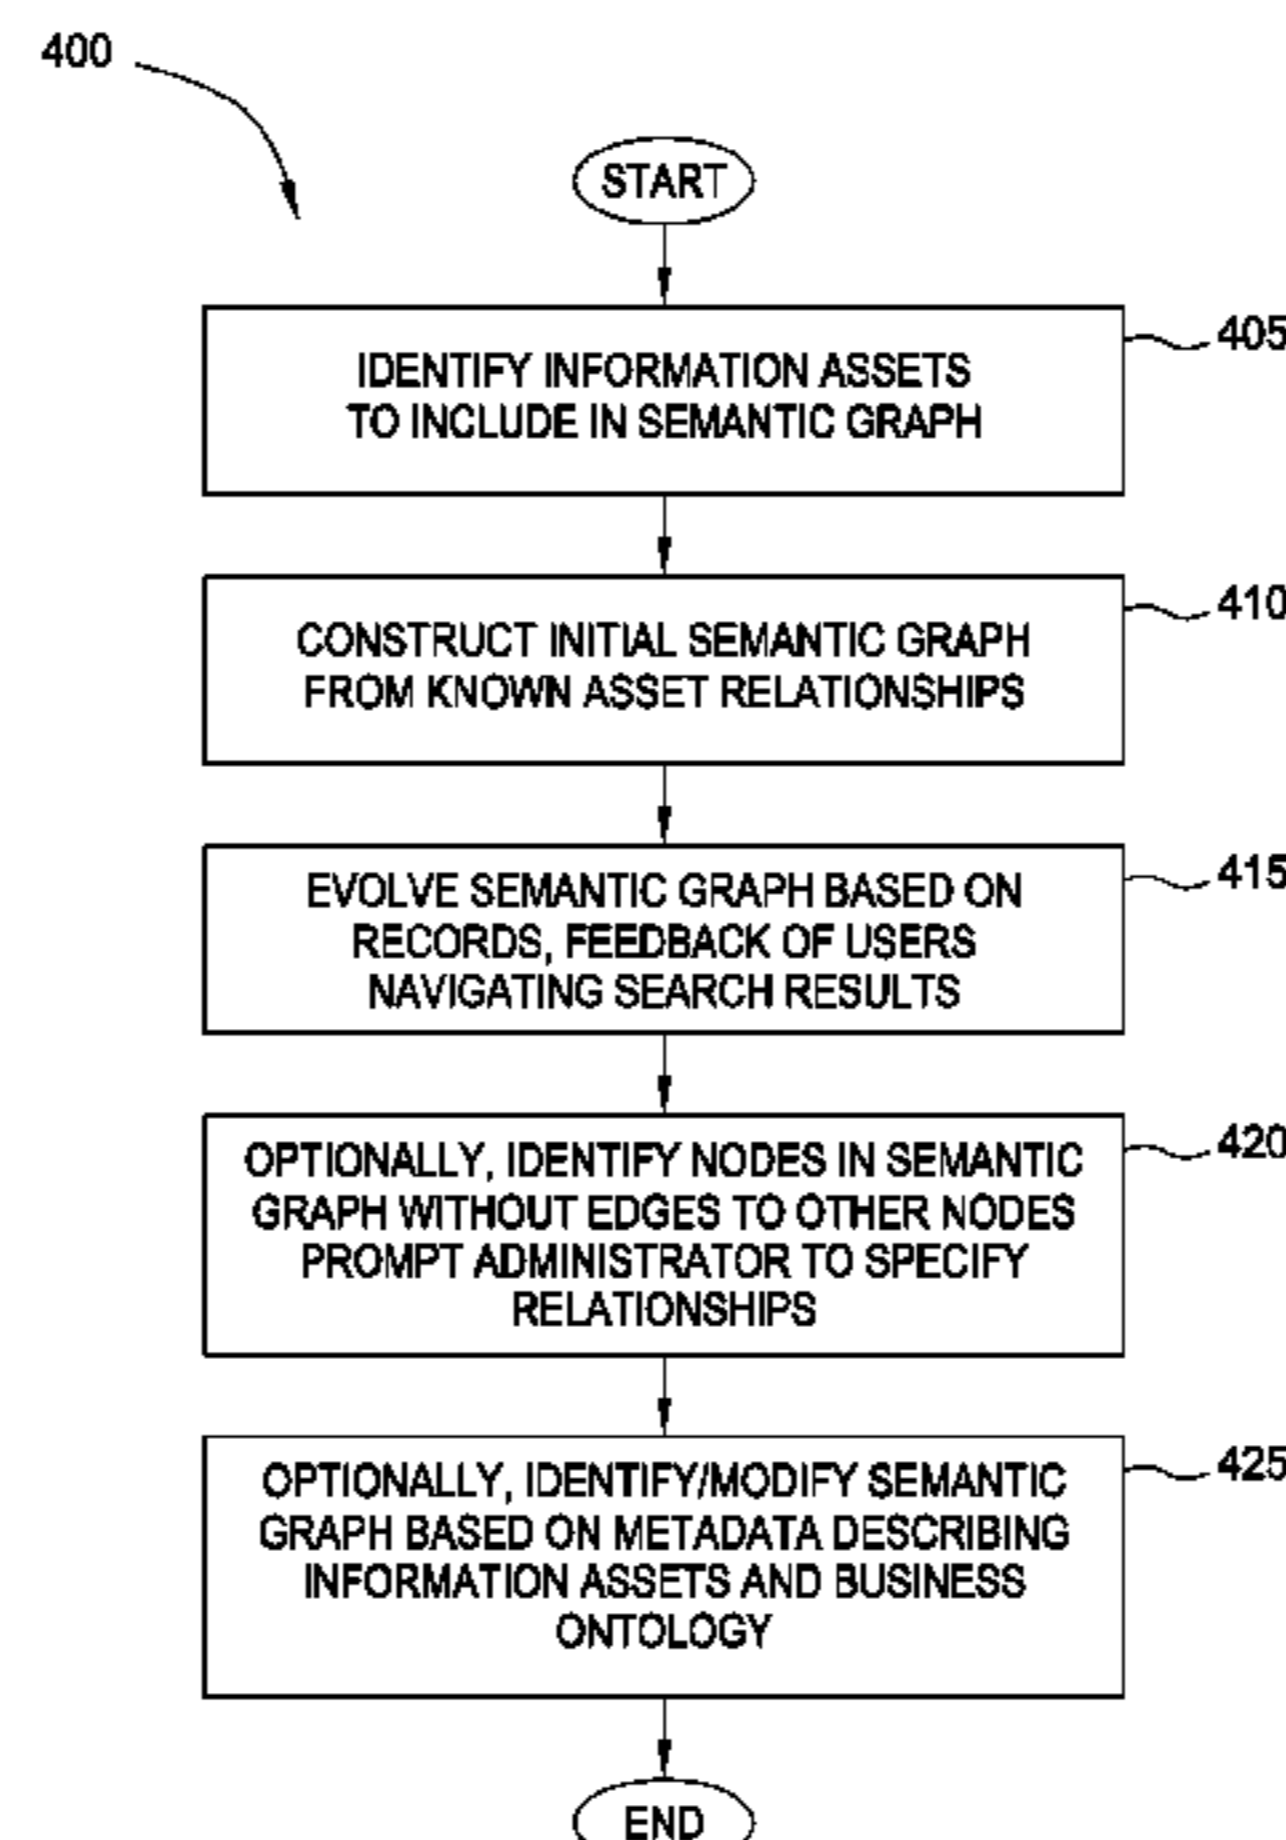 400
START
405
IDENTIFY INFORMATION ASSETS
TO INCLUDE IN SEMANTIC GRAPH
410
CONSTRUCT INITIAL SEMANTIC GRAPH
FROM KNOWN ASSET RELATIONSHIPS
415
EVOLVE SEMANTIC GRAPH BASED ON
RECORDS, FEEDBACK OF USERS
NAVIGATING SEARCH RESULTS
420
OPTIONALLY, IDENTIFY NODES IN SEMANTIC
GRAPH WITHOUT EDGES TO OTHER NODES
PROMPT ADMINISTRATOR TO SPECIFY
RELATIONSHIPS
425
OPTIONALLY, IDENTIFY/MODIFY SEMANTIC
GRAPH BASED ON METADATA DESCRIBING
INFORMATION ASSETS AND BUSINESS
ONTOLOGY
END